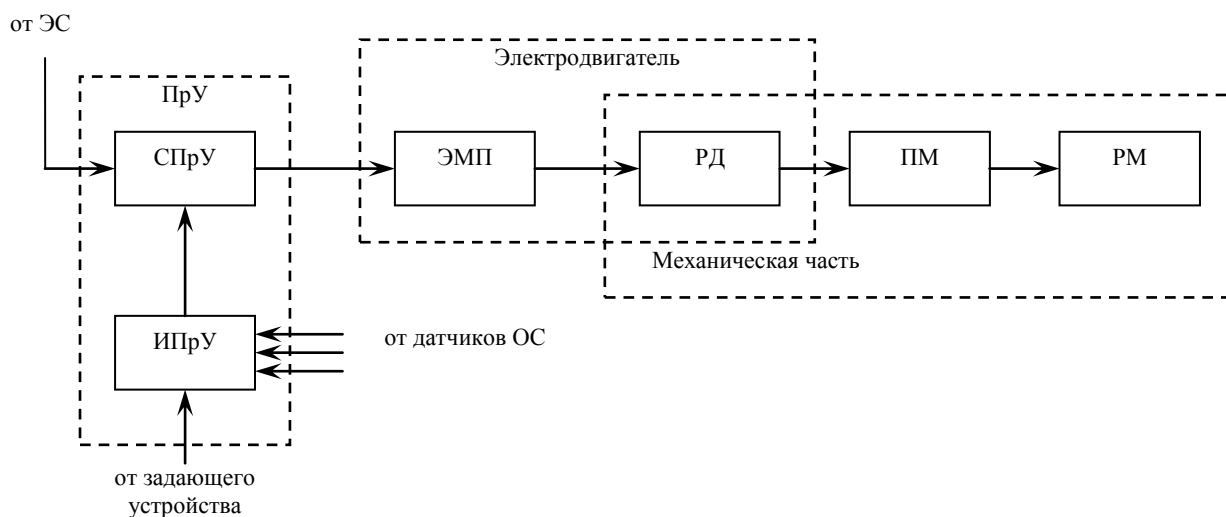 от ЭС
Электродвигатель
ПрУ
СПрУ
ЭМП
РД
ПМ
РМ
Механическая часть
ИПрУ
от датчиков ОС
от задающего
устройства